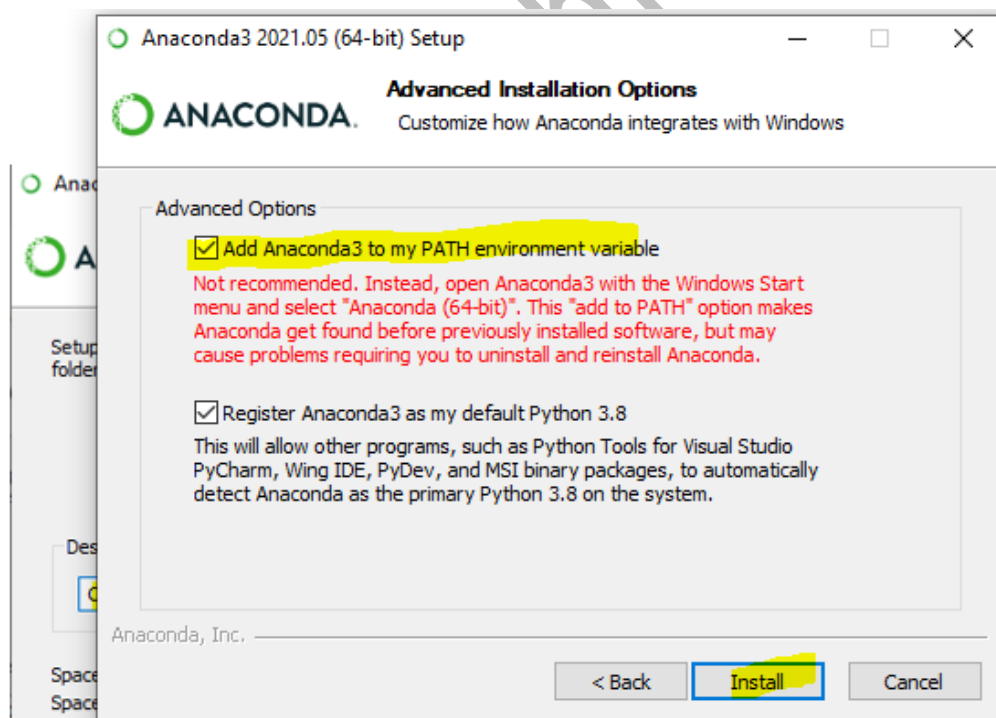 Anaconda3 2021.05 (64-bit) Setup
ANACONDA.
Advanced Installation Options
Customize how Anaconda integrates with Windows
Advanced Options
Add Anaconda3 to my PATH environment variable
Not recommended. Instead, open Anaconda3 with the Windows Start
menu and select "Anaconda (64-bit)". This "add to PATH" option makes
Anaconda get found before previously installed software, but may
cause problems requiring you to uninstall and reinstall Anaconda.
Register Anaconda3 as my default Python 3.8
This will allow other programs, such as Python Tools for Visual Studio
PyCharm, Wing IDE, PyDev, and MSI binary packages, to automatically
detect Anaconda as the primary Python 3.8 on the system.
Anaconda, Inc.
< Back
Install
Cancel
Anac
A
Setup
folder
Des
Space
Space